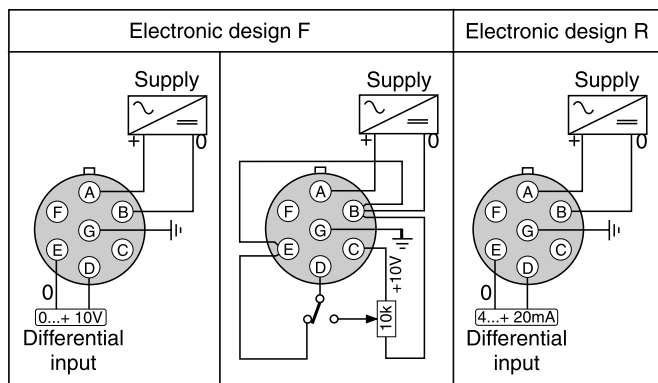 Electronic design F
Electronic design R
Supply
+ 0
A
F B
G
E C
D
0
0...+ 10V
Differential
input
Supply
+ 0
A
F B
G
E C
D
+10V
10k
Supply
+ 0
A
F B
G
E C
D
0
4...+ 20mA
Differential
input